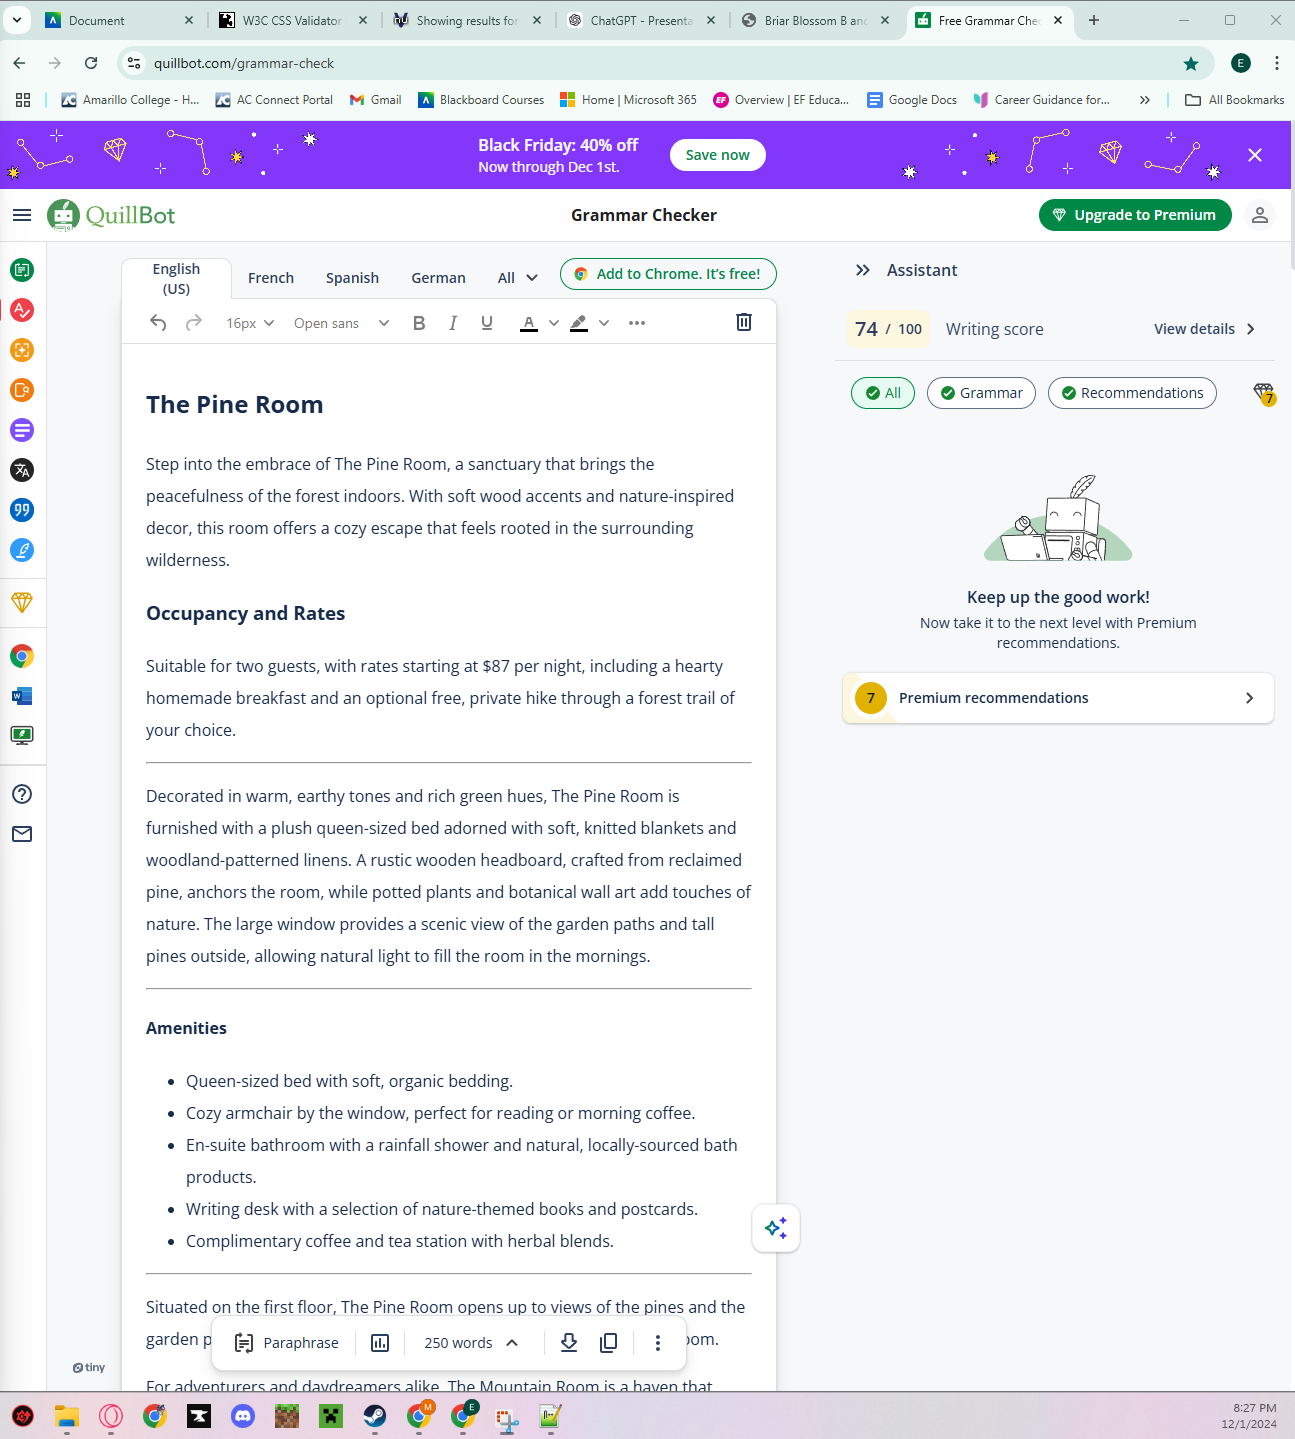 Document
W3C CSS Validator
Showing results for
ChatGPT - Presenta
Briar Blossom B and
Free Grammar Chec
quillbot.com/grammar-check
E
Amarillo College - H...
AC Connect Portal
Gmail
Blackboard Courses
Home | Microsoft 365
EF
Overview | EF Educa...
Google Docs
Career Guidance for...
All Bookmarks
Black Friday: 40% off
Now through Dec 1st.
Save now
QuillBot
Grammar Checker
Upgrade to Premium
English
(US)
French
Spanish
German
All
Add to Chrome. It's free!
16px
Open sans
B
I
U
A
The Pine Room
Step into the embrace of The Pine Room, a sanctuary that brings the
peacefulness of the forest indoors. With soft wood accents and nature-inspired
decor, this room offers a cozy escape that feels rooted in the surrounding
wilderness.
Occupancy and Rates
Suitable for two guests, with rates starting at $87 per night, including a hearty
homemade breakfast and an optional free, private hike through a forest trail of
your choice.
Decorated in warm, earthy tones and rich green hues, The Pine Room is
furnished with a plush queen-sized bed adorned with soft, knitted blankets and
woodland-patterned linens. A rustic wooden headboard, crafted from reclaimed
pine, anchors the room, while potted plants and botanical wall art add touches of
nature. The large window provides a scenic view of the garden paths and tall
pines outside, allowing natural light to fill the room in the mornings.
Amenities
• Queen-sized bed with soft, organic bedding.
• Cozy armchair by the window, perfect for reading or morning coffee.
• En-suite bathroom with a rainfall shower and natural, locally-sourced bath
products.
• Writing desk with a selection of nature-themed books and postcards.
• Complimentary coffee and tea station with herbal blends.
Situated on the first floor, The Pine Room opens up to views of the pines and the
garden p
oom.
For adventurers and daydreamers alike, The Mountain Room is a haven that
Paraphrase
250 words
tiny
Assistant
74 / 100
Writing score
View details
All
Grammar
Recommendations
7
Keep up the good work!
Now take it to the next level with Premium
recommendations.
7
Premium recommendations
M
E
8:27 PM
12/1/2024